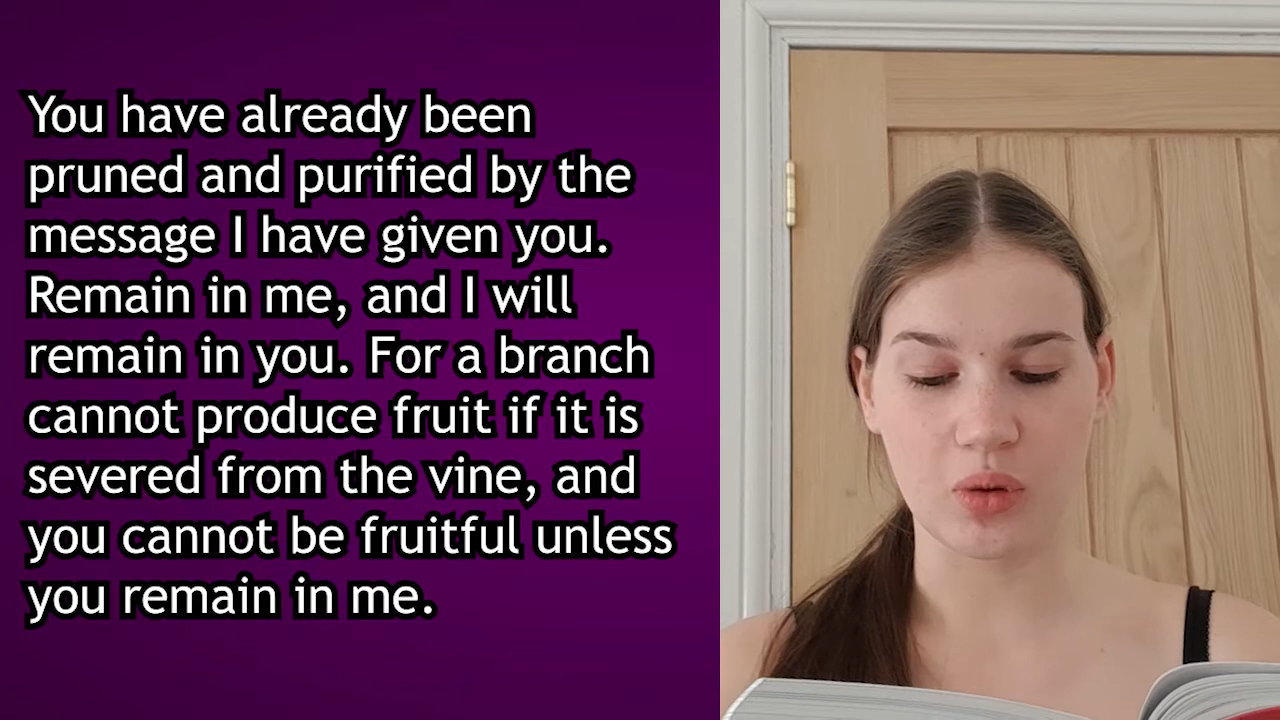 You have already been
pruned and purified by the
message I have given you.
Remain in me, and I will
remain in you. For a branch
cannot produce fruit if it is
severed from the vine, and
you cannot be fruitful unless
you remain in me.